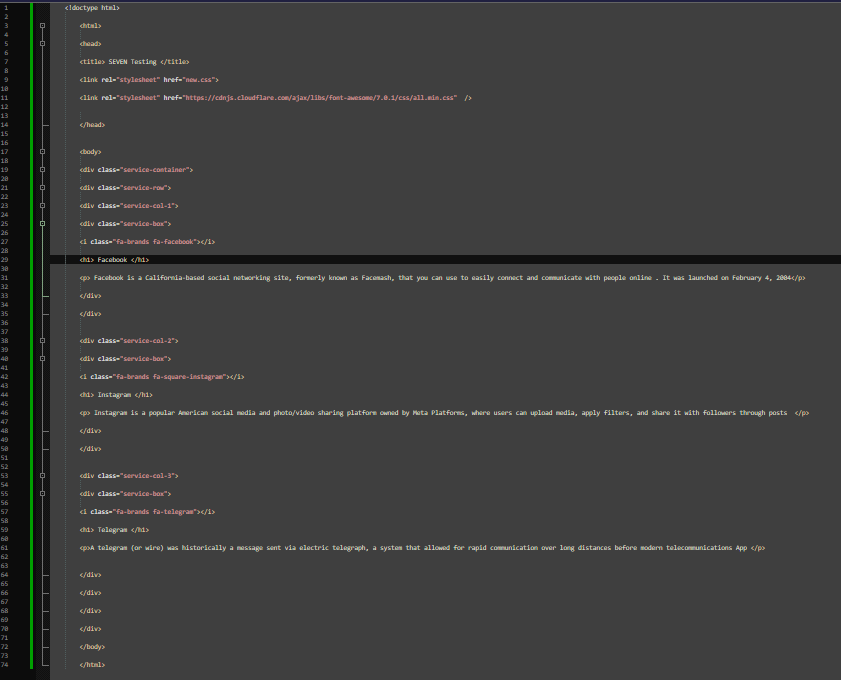 1 <!doctype html>
2
3 <html>
4
5 <head>
6
7 <title> SEVEN Testing </title>
8
9 <link rel="stylesheet" href="new.css">
10
11 <link rel="stylesheet" href="https://cdnjs.cloudflare.com/ajax/libs/font-awesome/7.0.1/css/all.min.css"  />
12
13
14 </head>
15
16
17 <body>
18
19 <div class="service-container">
20
21 <div class="service-row">
22
23 <div class="service-col-1">
24
25 <div class="service-box">
26
27 <i class="fa-brands fa-facebook"></i>
28
29 <h1> Facebook </h1>
30
31 <p> Facebook is a California-based social networking site, formerly known as Facemash, that you can use to easily connect and communicate with people online . It was launched on February 4, 2004</p>
32
33 </div>
34
35 </div>
36
37
38 <div class="service-col-2">
39
40 <div class="service-box">
41
42 <i class="fa-brands fa-square-instagram"></i>
43
44 <h1> Instagram </h1>
45
46 <p> Instagram is a popular American social media and photo/video sharing platform owned by Meta Platforms, where users can upload media, apply filters, and share it with followers through posts  </p>
47
48 </div>
49
50 </div>
51
52
53 <div class="service-col-3">
54
55 <div class="service-box">
56
57 <i class="fa-brands fa-telegram"></i>
58
59 <h1> Telegram </h1>
60
61 <p>A telegram (or wire) was historically a message sent via electric telegraph, a system that allowed for rapid communication over long distances before modern telecommunications App </p>
62
63
64 </div>
65
66 </div>
67
68 </div>
69
70 </div>
71
72 </body>
73
74 </html>